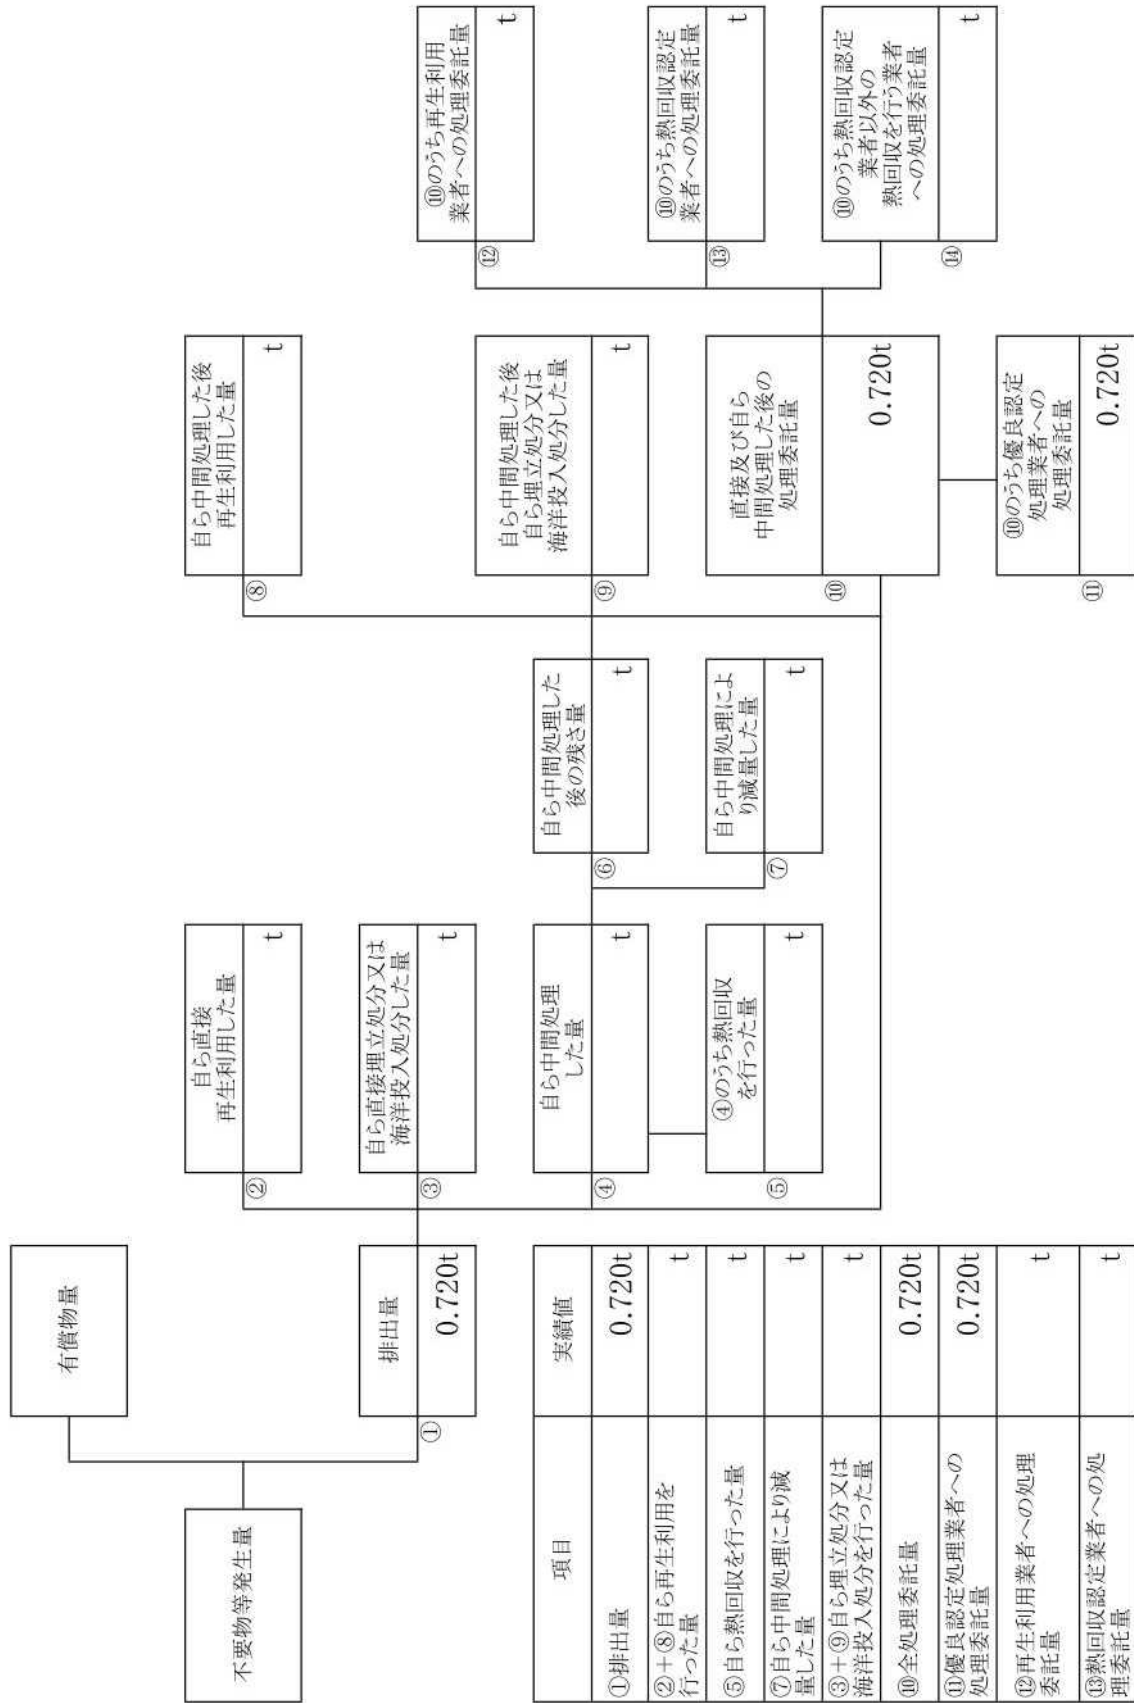 有償物量
不要物等発生量
排出量
①
0.720t
自ら直接
再生利用した量
②
t
自ら直接埋立処分又は
海洋投入処分した量
③
t
自ら中間処理
した量
④
t
④のうち熱回収
を行った量
⑤
t
自ら中間処理した
後の残さ量
⑥
t
自ら中間処理によ
り減量した量
⑦
t
自ら中間処理した後
再生利用した量
⑧
t
自ら中間処理した後
自ら埋立処分又は
海洋投入処分した量
⑨
t
直接及び自ら
中間処理した後の
処理委託量
⑩
0.720t
⑩のうち優良認定
処理業者への
処理委託量
⑪
0.720t
⑩のうち再生利用
業者への処理委託量
⑫
t
⑩のうち熱回収認定
業者への処理委託量
⑬
t
⑩のうち熱回収認定
業者以外の
熱回収を行う業者
への処理委託量
⑭
t
項目 実績値
①排出量 0.720t
②+⑧自ら再生利用を
行った量 t
⑤自ら熱回収を行った量 t
⑦自ら中間処理により減
量した量 t
③+⑨自ら埋立処分又は
海洋投入処分を行った量 t
⑩全処理委託量 0.720t
⑪優良認定処理業者への
処理委託量 0.720t
⑫再生利用業者への処理
委託量 t
⑬熱回収認定業者への処
理委託量 t